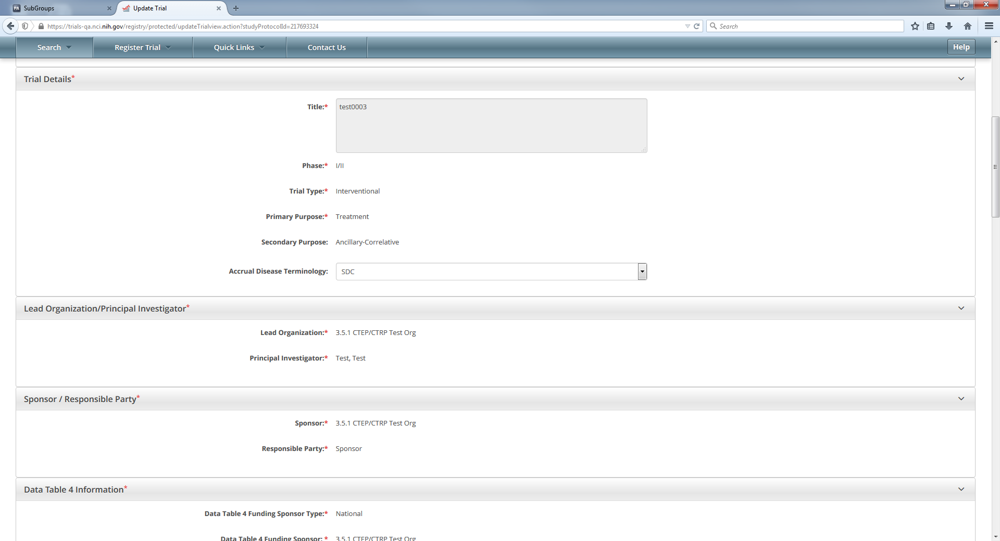 PA SubGroups
Update Trial
https://trials-qa.nci.nih.gov/registry/protected/updateTrialview.action?studyProtocolId=217693324
Search
Search
Register Trial
Quick Links
Contact Us
Help
Trial Details*
Title:* test0003
Phase:* I/II
Trial Type:* Interventional
Primary Purpose:* Treatment
Secondary Purpose: Ancillary-Correlative
Accrual Disease Terminology: SDC
Lead Organization/Principal Investigator*
Lead Organization:* 3.5.1 CTEP/CTRP Test Org
Principal Investigator:* Test, Test
Sponsor / Responsible Party*
Sponsor:* 3.5.1 CTEP/CTRP Test Org
Responsible Party:* Sponsor
Data Table 4 Information*
Data Table 4 Funding Sponsor Type:* National
Data Table 4 Funding Sponsor: * 3.5.1 CTEP/CTRP Test Org